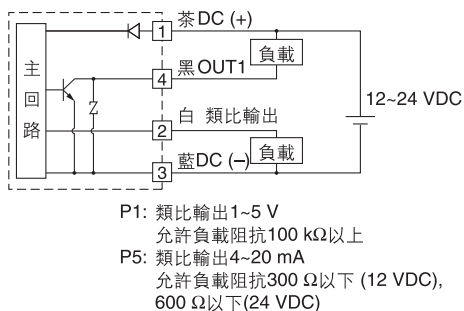 茶DC (+)
1
負載
主回路
4
黑OUT1
12~24 VDC
白 類比輸出
2
負載
藍DC (−)
3
P1: 類比輸出1~5 V
允許負載阻抗100 kΩ以上
P5: 類比輸出4~20 mA
允許負載阻抗300 Ω以下 (12 VDC),
600 Ω以下(24 VDC)